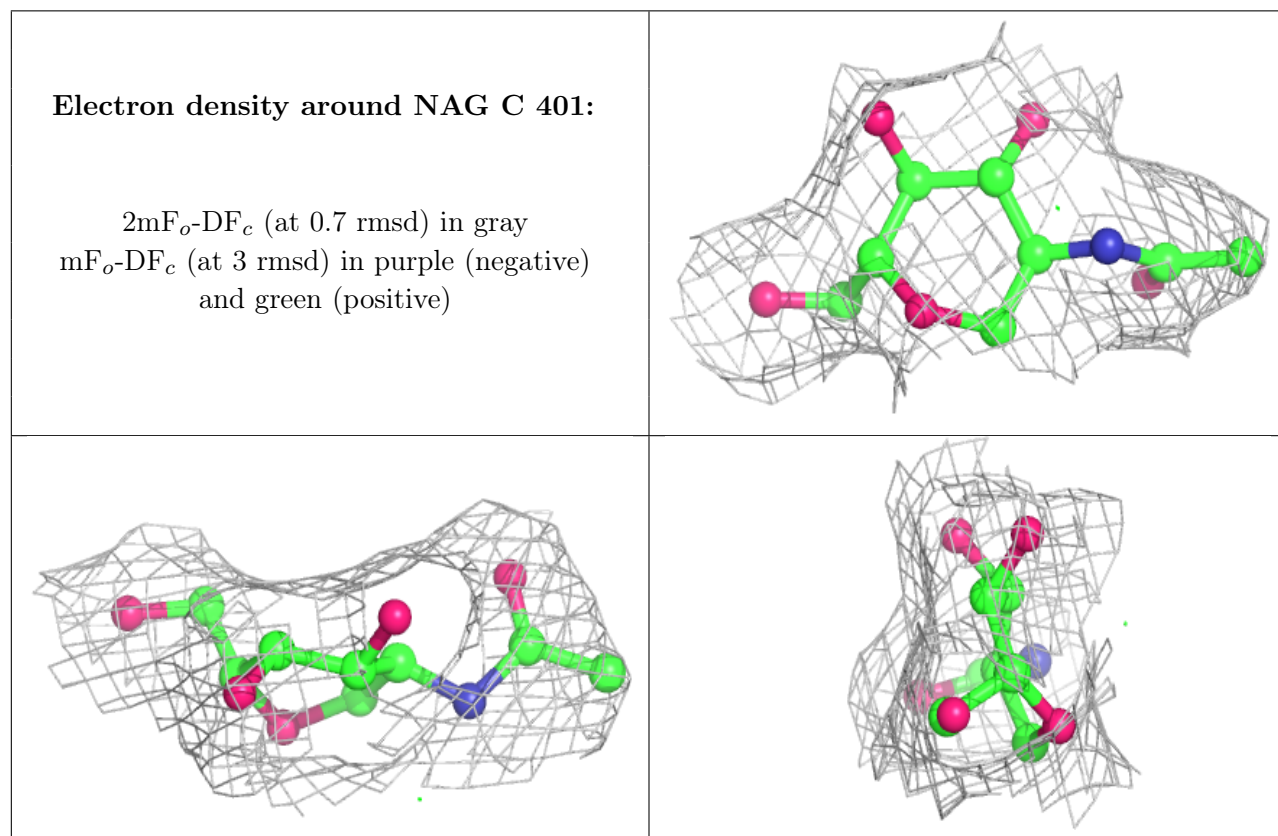 Electron density around NAG C 401:
2mFo-DFc (at 0.7 rmsd) in gray
mFo-DFc (at 3 rmsd) in purple (negative)
and green (positive)